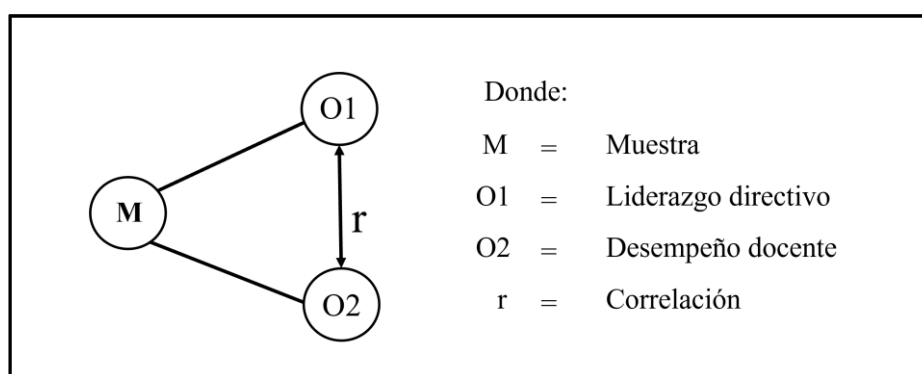 O1
M
r
O2
Donde:
M = Muestra
O1 = Liderazgo directivo
O2 = Desempeño docente
r = Correlación